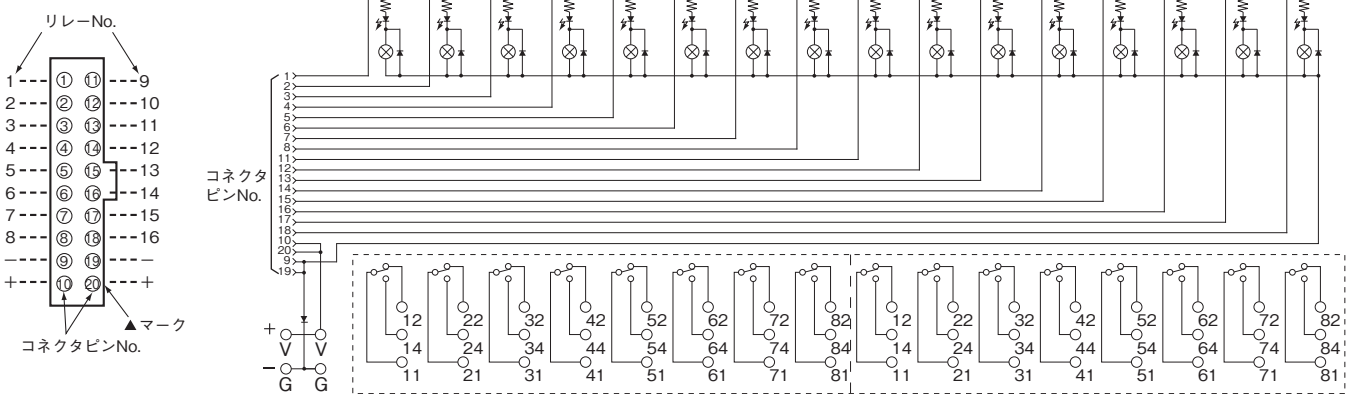 リレーNo.
1 ① ⑪ 9
2 ② ⑫ 10
3 ③ ⑬ 11
4 ④ ⑭ 12
5 ⑤ ⑮ 13
6 ⑥ ⑯ 14
7 ⑦ ⑰ 15
8 ⑧ ⑱ 16
− ⑨ ⑲ −
+ ⑩ ⑳ +
▲マーク
コネクタピンNo.
コネクタ
ピンNo.
1
2
3
4
5
6
7
8
11
12
13
14
15
16
17
18
10
20
9
19
+ V V
− G G
12 22 32 42 52 62 72 82 12 22 32 42 52 62 72 82
14 24 34 44 54 64 74 84 14 24 34 44 54 64 74 84
11 21 31 41 51 61 71 81 11 21 31 41 51 61 71 81